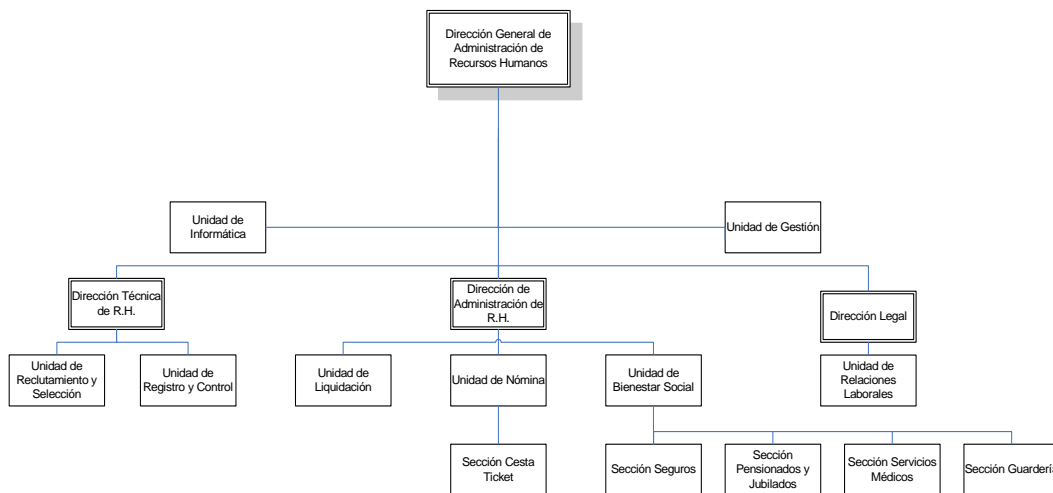 Dirección General de
Administración de
Recursos Humanos
Unidad de
Informática
Unidad de Gestión
Dirección Técnica
de R.H.
Dirección de
Administración de
R.H.
Dirección Legal
Unidad de
Reclutamiento y
Selección
Unidad de
Registro y Control
Unidad de
Liquidación
Unidad de Nómina
Unidad de
Bienestar Social
Unidad de
Relaciones
Laborales
Sección Cesta
Ticket
Sección Seguros
Sección
Pensionados y
Jubilados
Sección Servicios
Médicos
Sección Guardería